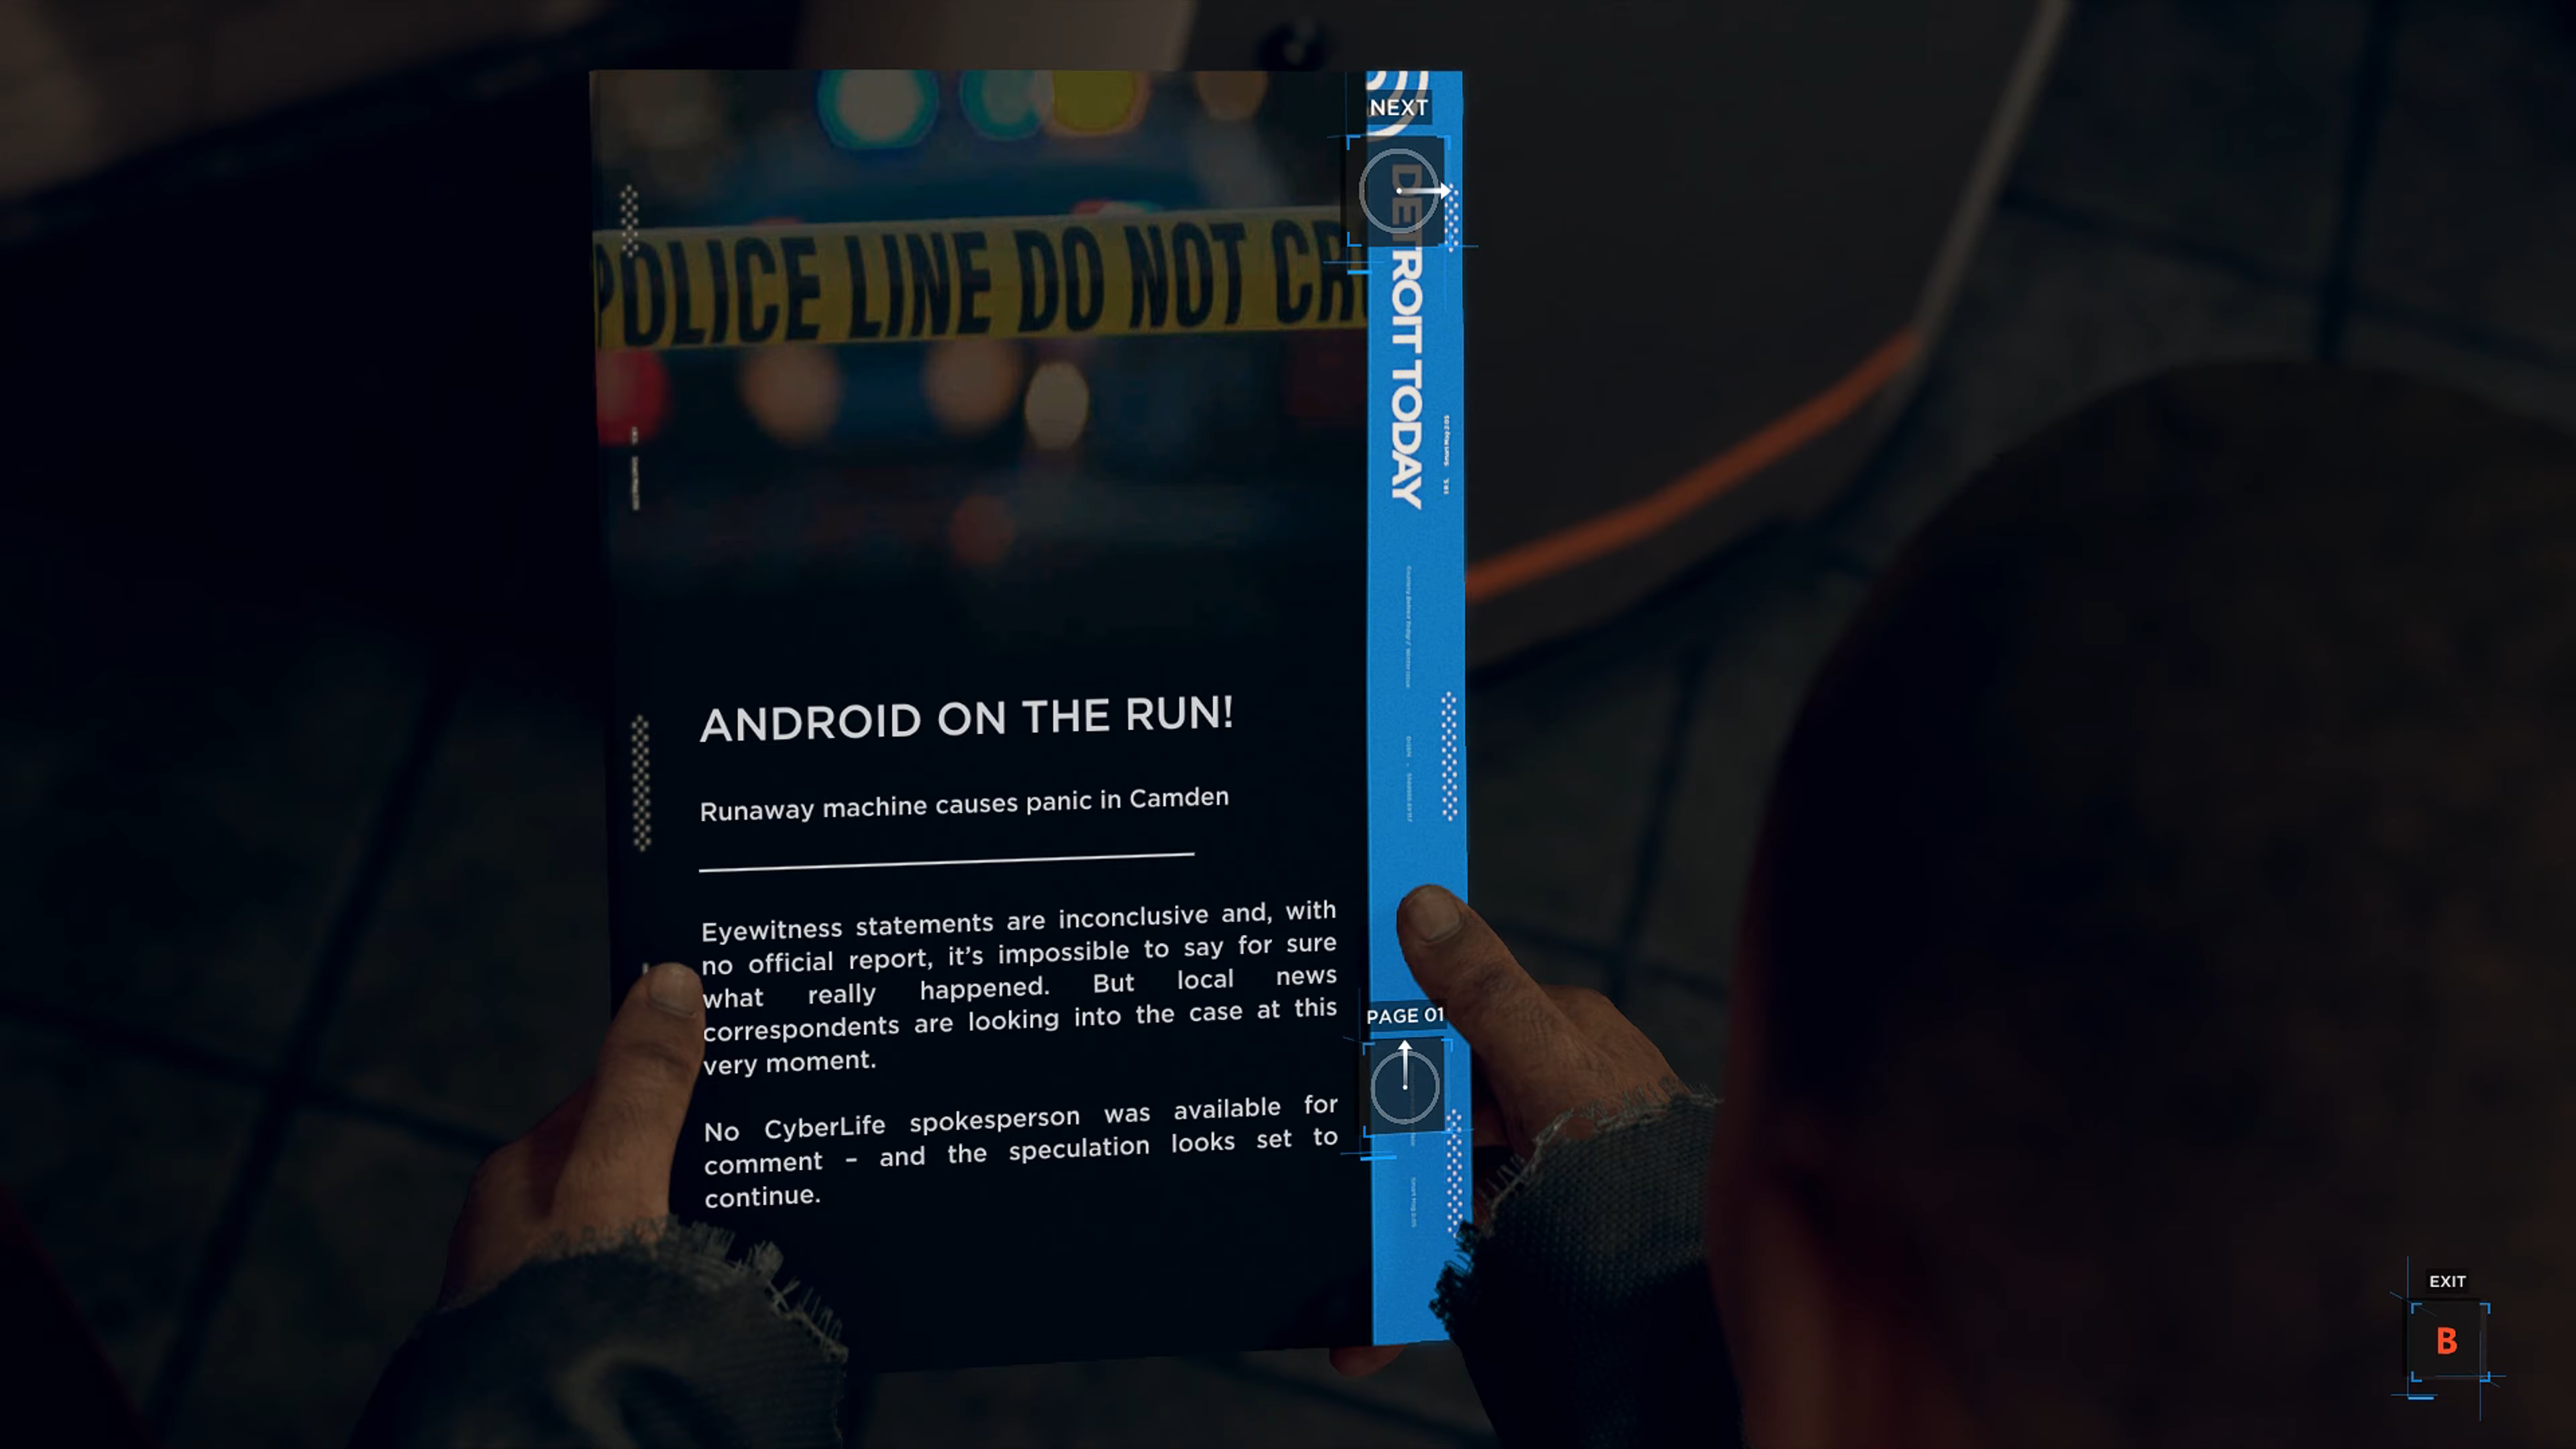 POLICE LINE DO NOT CR
NEXT
DETROIT TODAY
ANDROID ON THE RUN!
Runaway machine causes panic in Camden
Eyewitness statements are inconclusive and, with
no official report, it's impossible to say for sure
what really happened. But local news
correspondents are looking into the case at this
very moment.
No CyberLife spokesperson was available for
comment – and the speculation looks set to
continue.
PAGE 01
EXIT
B